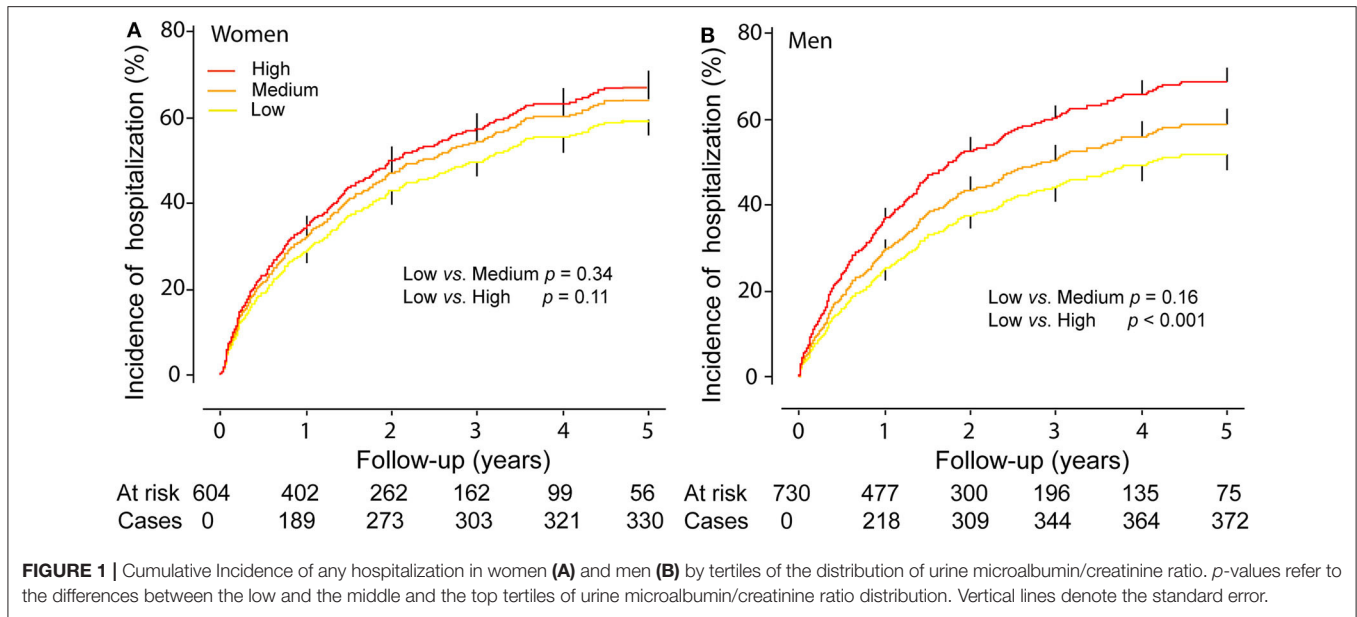 A
Women
High
Medium
Low
Incidence of hospitalization (%)
80
60
40
20
0
Low vs. Medium p = 0.34
Low vs. High p = 0.11
0 1 2 3 4 5
Follow-up (years)
At risk 604 402 262 162 99 56
Cases 0 189 273 303 321 330
B
Men
Incidence of hospitalization (%)
80
60
40
20
0
Low vs. Medium p = 0.16
Low vs. High p < 0.001
0 1 2 3 4 5
Follow-up (years)
At risk 730 477 300 196 135 75
Cases 0 218 309 344 364 372
FIGURE 1 | Cumulative Incidence of any hospitalization in women (A) and men (B) by tertiles of the distribution of urine microalbumin/creatinine ratio. p-values refer to
the differences between the low and the middle and the top tertiles of urine microalbumin/creatinine ratio distribution. Vertical lines denote the standard error.